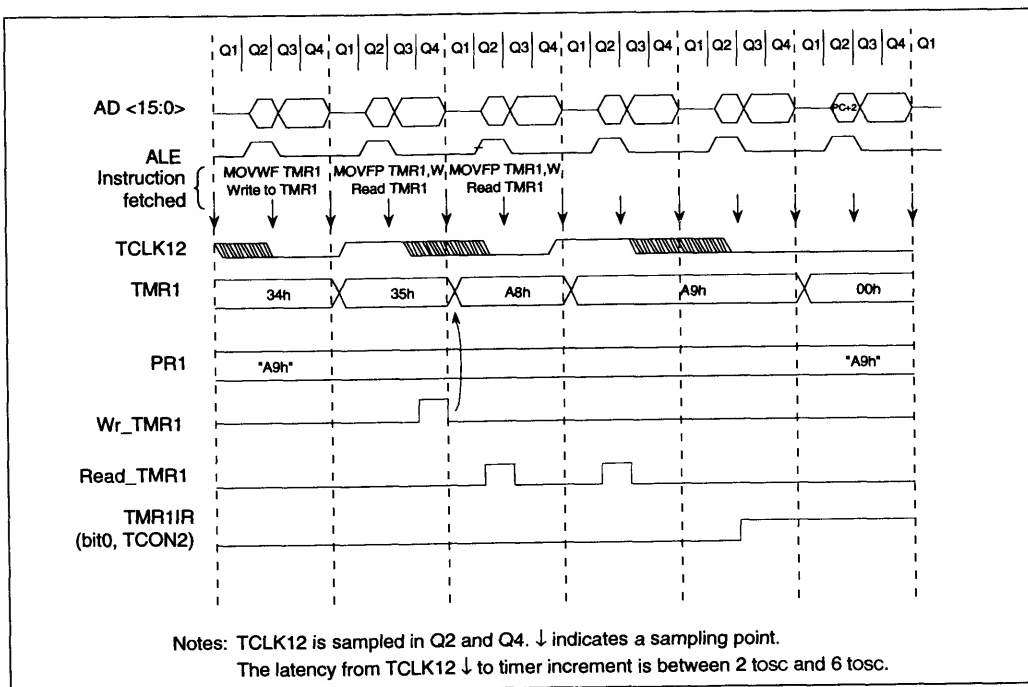 Q1 Q2 Q3 Q4 Q1 Q2 Q3 Q4 Q1 Q2 Q3 Q4 Q1 Q2 Q3 Q4 Q1 Q2 Q3 Q4 Q1 Q2 Q3 Q4 Q1
AD <15:0>
PC+2
ALE
Instruction
fetched
MOVWF TMR1
Write to TMR1
MOVFP TMR1,W
Read TMR1
MOVFP TMR1,W
Read TMR1
TCLK12
TMR1
34h 35h A8h A9h 00h
PR1
"A9h" "A9h"
Wr_TMR1
Read_TMR1
TMR1IR
(bit0, TCON2)
Notes: TCLK12 is sampled in Q2 and Q4. ↓ indicates a sampling point.
The latency from TCLK12 ↓ to timer increment is between 2 tosc and 6 tosc.